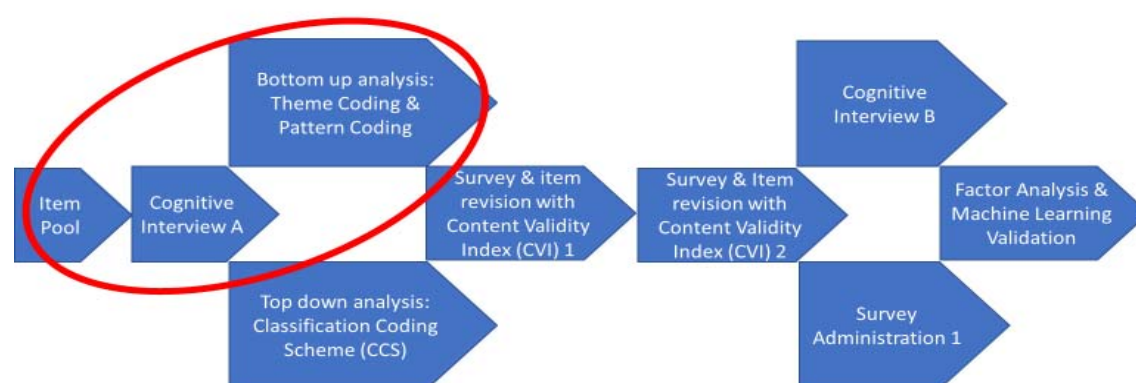 Bottom up analysis:
Theme Coding &
Pattern Coding
Cognitive
Interview B
Item
Pool
Cognitive
Interview A
Survey & item
revision with
Content Validity
Index (CVI) 1
Survey & Item
revision with
Content Validity
Index (CVI) 2
Factor Analysis &
Machine Learning
Validation
Top down analysis:
Classification Coding
Scheme (CCS)
Survey
Administration 1